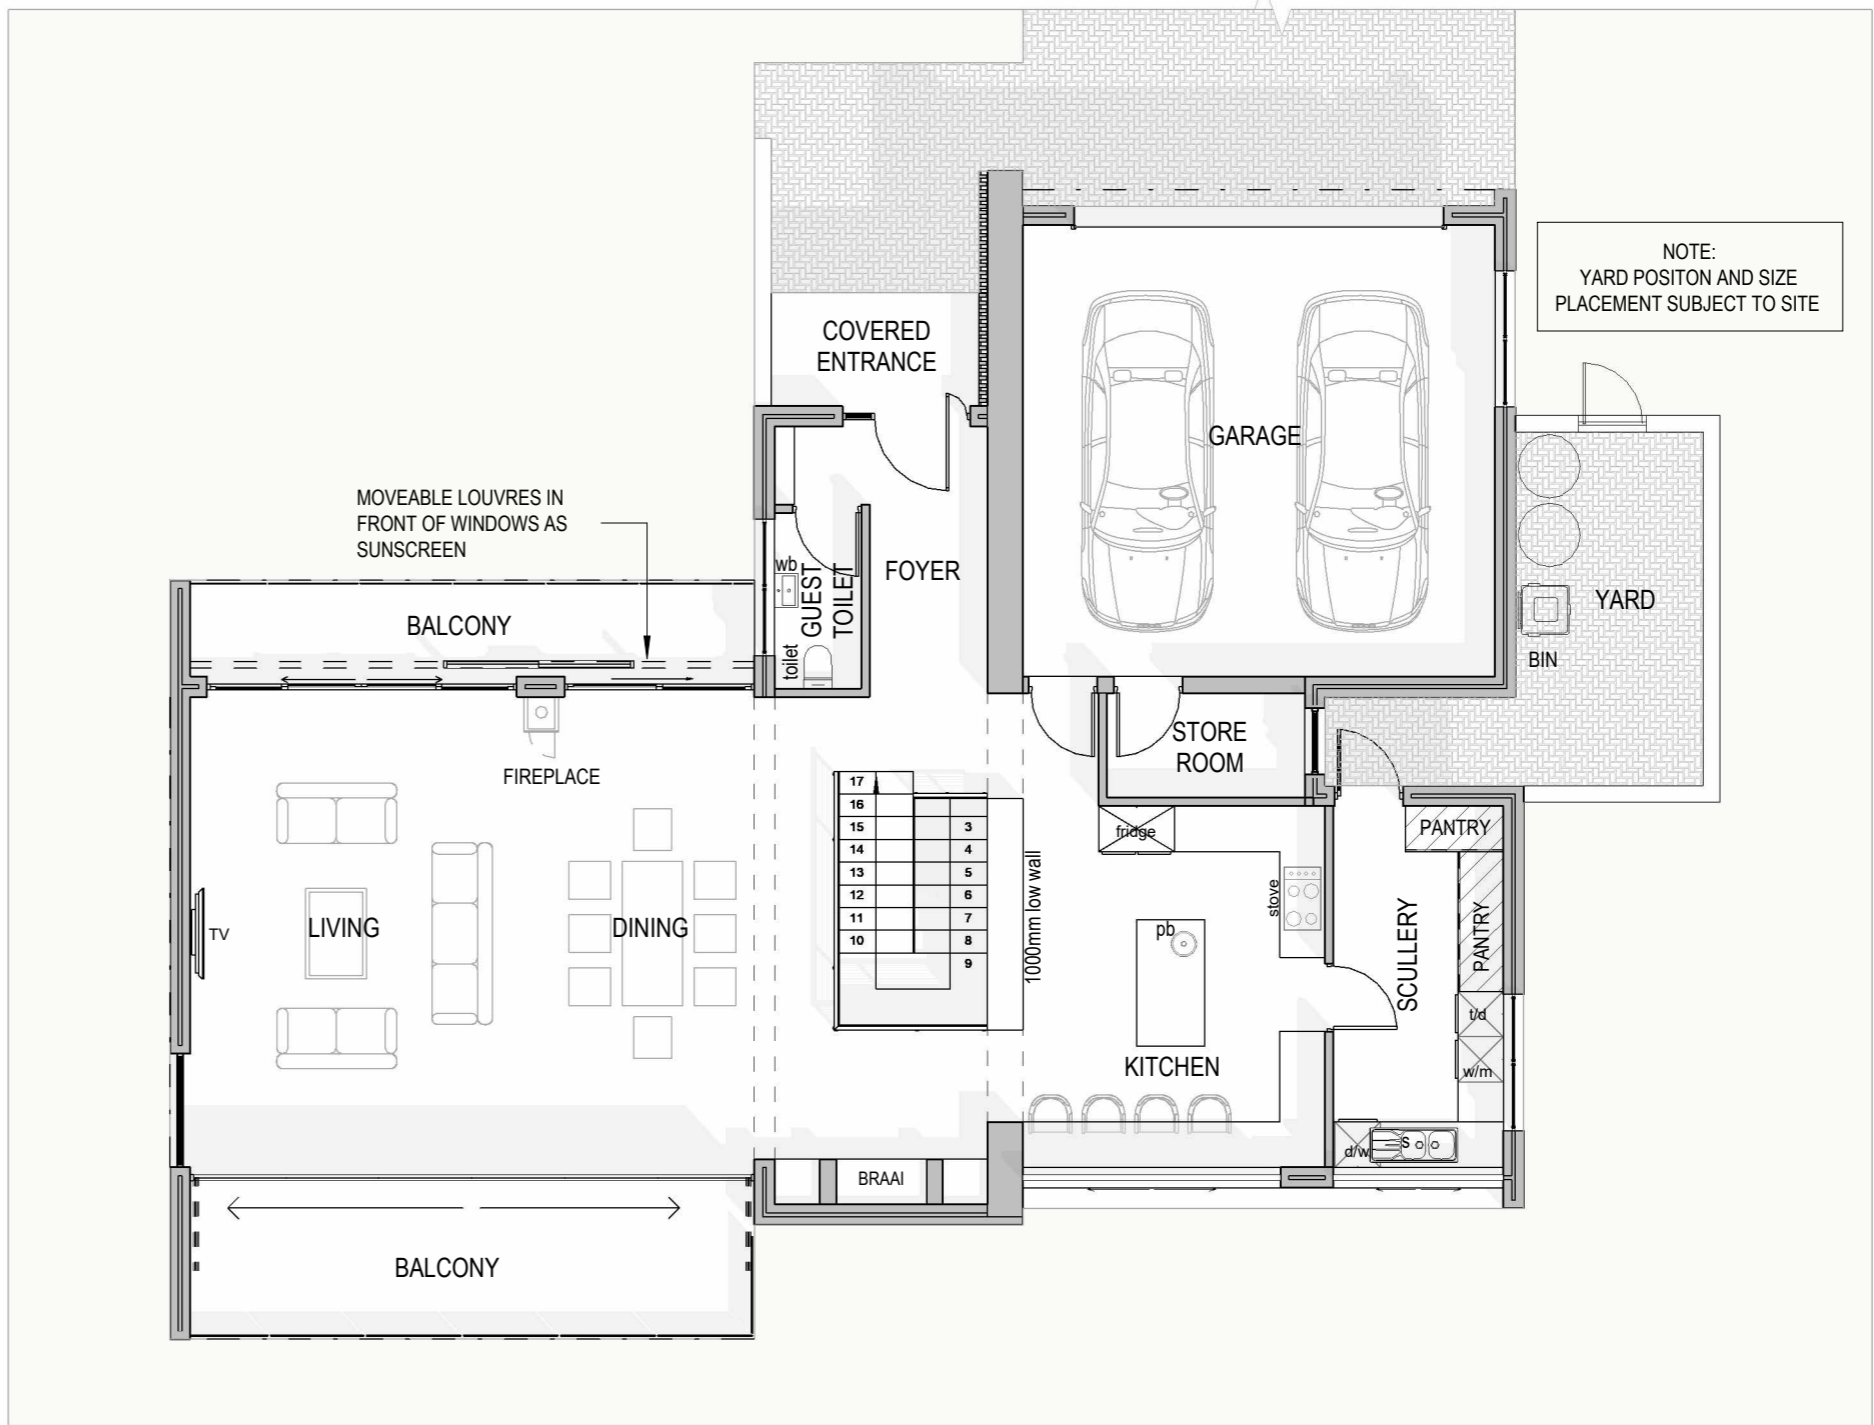 NOTE:
YARD POSITON AND SIZE
PLACEMENT SUBJECT TO SITE
COVERED
ENTRANCE
GARAGE
MOVEABLE LOUVRES IN
FRONT OF WINDOWS AS
SUNSCREEN
wb
GUEST
TOILET
toilet
FOYER
BALCONY
YARD
BIN
STORE
ROOM
FIREPLACE
17
16
15
14
13
12
11
10
3
4
5
6
7
8
9
1000mm low wall
fridge
stove
PANTRY
PANTRY
SCULLERY
TV
LIVING
DINING
pb
KITCHEN
t/d
w/m
d/w
S
BRAAI
BALCONY